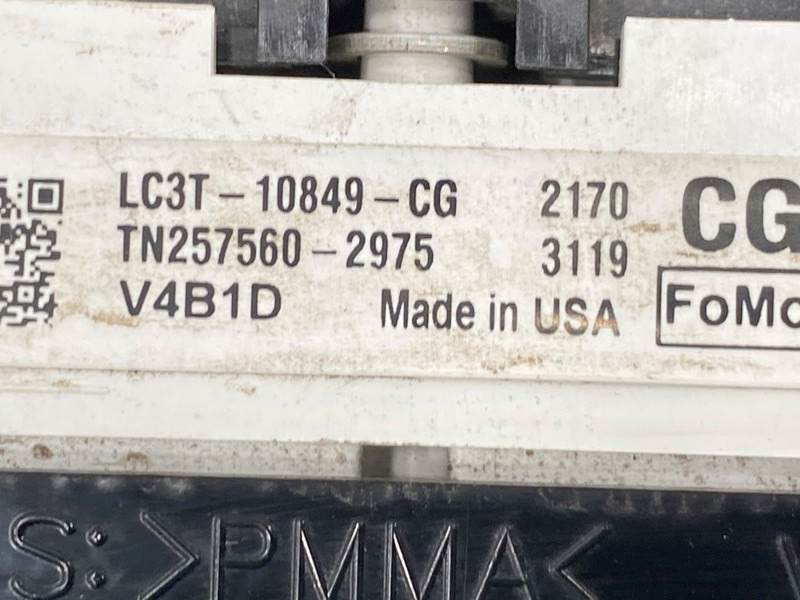 LC3T-10849-CG 2170 CG
TN257560-2975 3119
V4B1D Made in USA FoMo
S: >PMMA<